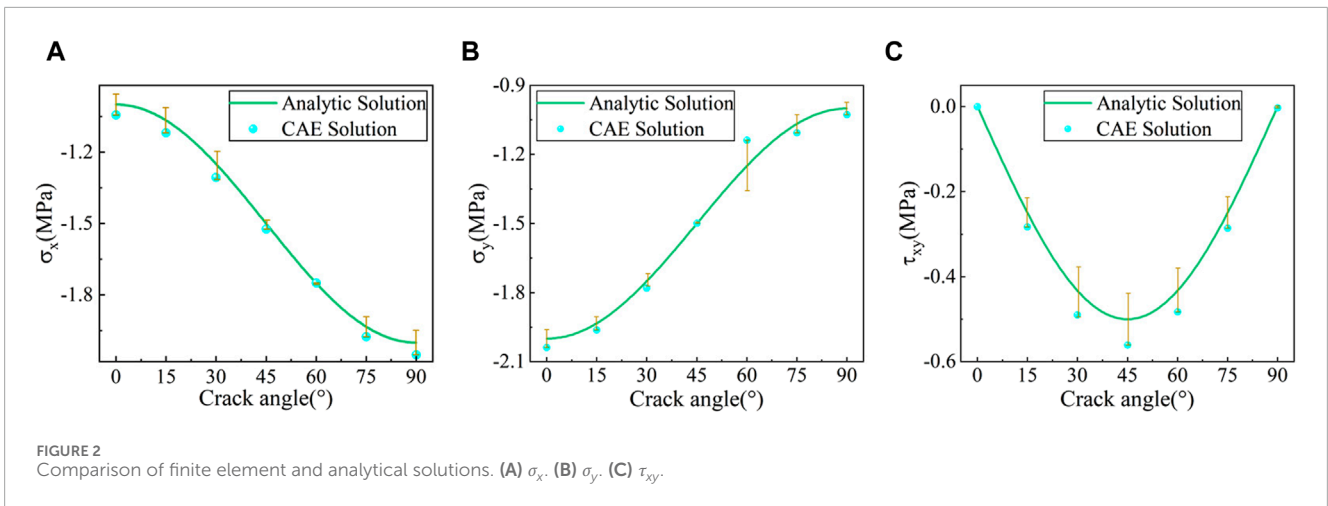 A
Analytic Solution
CAE Solution
-1.2
-1.5
-1.8
σx(MPa)
0 15 30 45 60 75 90
Crack angle(°)
B
Analytic Solution
CAE Solution
-0.9
-1.2
-1.5
-1.8
-2.1
σy(MPa)
0 15 30 45 60 75 90
Crack angle(°)
C
Analytic Solution
CAE Solution
0.0
-0.2
-0.4
-0.6
τxy(MPa)
0 15 30 45 60 75 90
Crack angle(°)
FIGURE 2
Comparison of finite element and analytical solutions. (A) σx. (B) σy. (C) τxy.